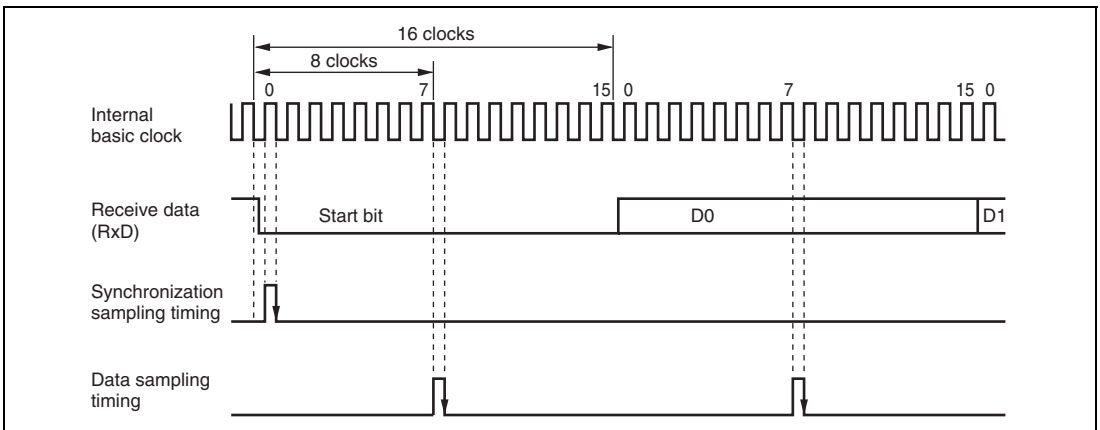 16 clocks
8 clocks
0 7 15 0 7 15 0
Internal
basic clock
Receive data
(RxD)
Start bit D0 D1
Synchronization
sampling timing
Data sampling
timing